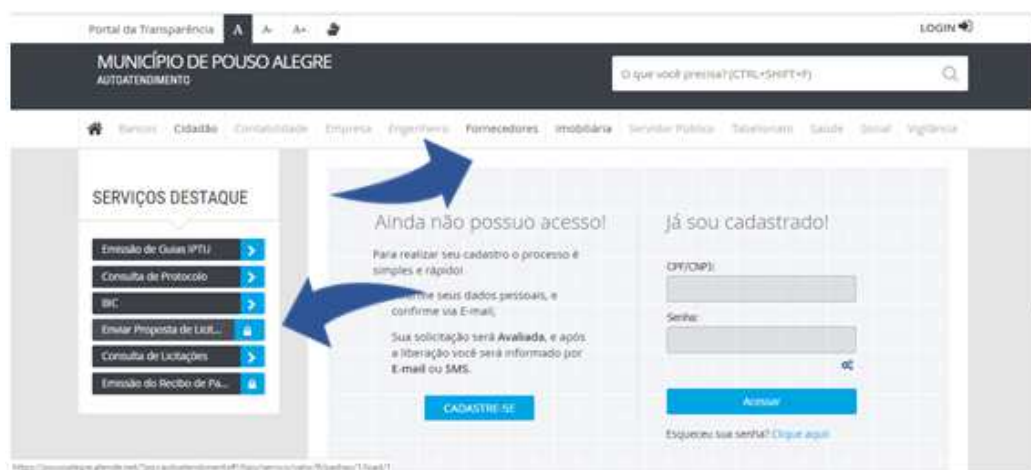 Portal da Transparência A A- A+
LOGIN
MUNICÍPIO DE POUSO ALEGRE
AUTOATENDIMENTO
O que você precisa? (CTRL+SHIFT+F)
Bancos Cidadão Contabilidade Empresa Engenheiro Fornecedores Imobiliária Servidor Público Tabelionato Saúde Social Vigilância
SERVIÇOS DESTAQUE
Emissão de Guias IPTU
Consulta de Protocolo
BIC
Enviar Proposta de Licit...
Consulta de Licitações
Emissão do Recibo de Pa...
Ainda não possuo acesso!
Para realizar seu cadastro o processo é
simples e rápido!
seus dados pessoais, e
confirme via E-mail;
Sua solicitação será Avaliada, e após
a liberação você será informado por
E-mail ou SMS.
CADASTRE-SE
Já sou cadastrado!
CPF/CNPJ:
Senha:
Acessar
Esqueceu sua senha? Clique aqui!